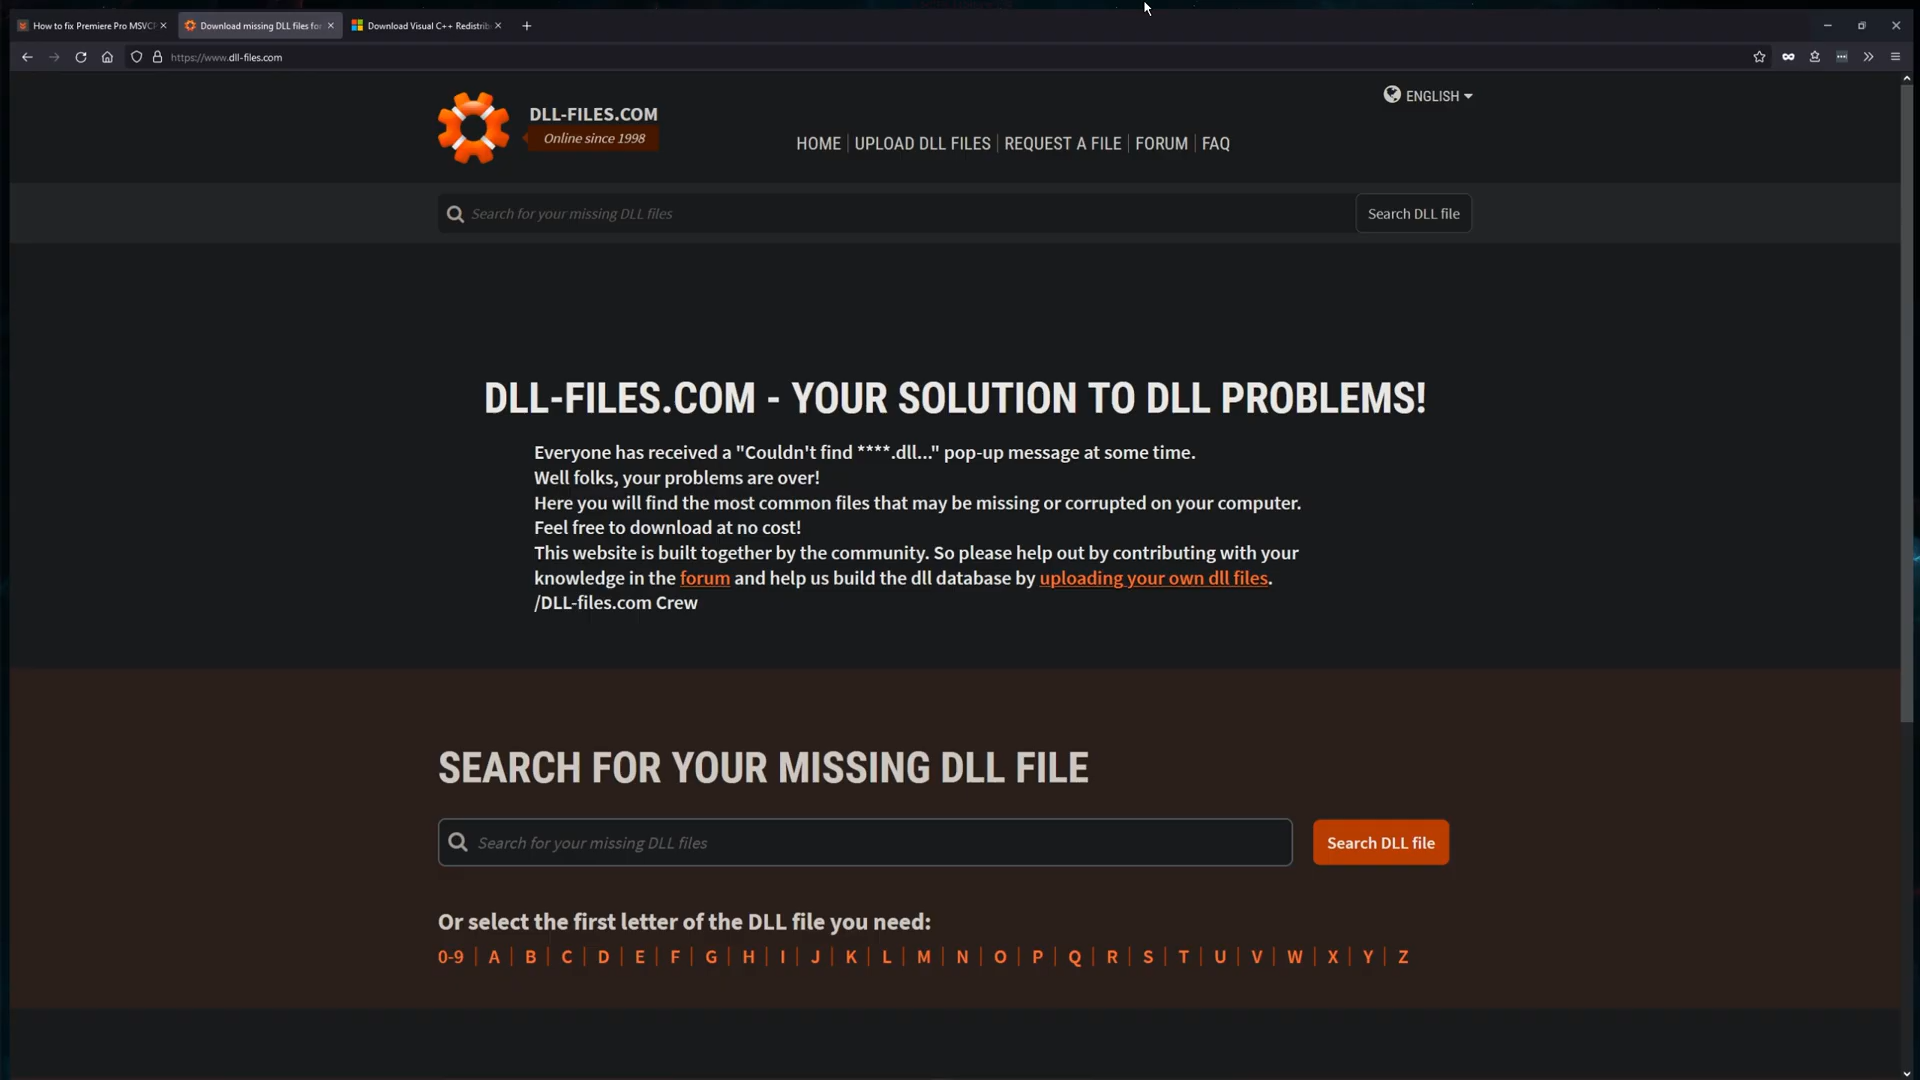 How to fix Premiere Pro MSVCP
Download missing DLL files fo
Download Visual C++ Redistrib
https://www.dll-files.com
DLL-FILES.COM
Online since 1998
ENGLISH
HOME
UPLOAD DLL FILES
REQUEST A FILE
FORUM
FAQ
Search for your missing DLL files
Search DLL file
DLL-FILES.COM - YOUR SOLUTION TO DLL PROBLEMS!
Everyone has received a "Couldn't find ****.dll..." pop-up message at some time.
Well folks, your problems are over!
Here you will find the most common files that may be missing or corrupted on your computer.
Feel free to download at no cost!
This website is built together by the community. So please help out by contributing with your
knowledge in the forum and help us build the dll database by uploading your own dll files.
/DLL-files.com Crew
SEARCH FOR YOUR MISSING DLL FILE
Search for your missing DLL files
Search DLL file
Or select the first letter of the DLL file you need:
0-9 | A | B | C | D | E | F | G | H | I | J | K | L | M | N | O | P | Q | R | S | T | U | V | W | X | Y | Z